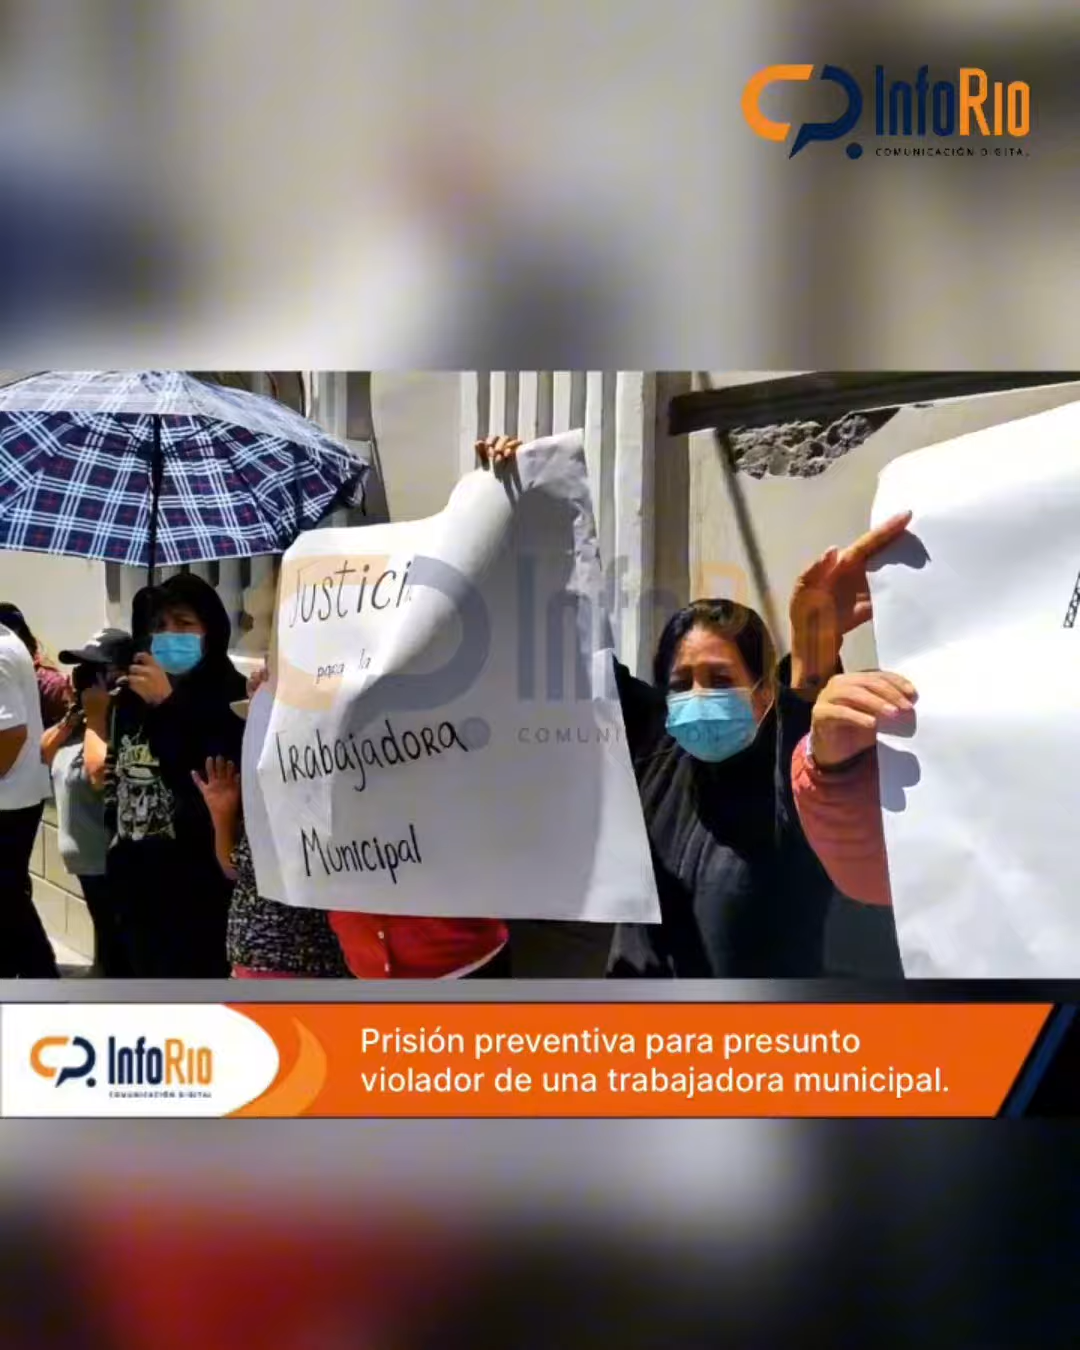 InfoRio
COMUNICACIÓN DIGITAL
Justicia
para la
Trabajadora
Municipal
InfoRio
COMUNICACIÓN DIGITAL
Prisión preventiva para presunto
violador de una trabajadora municipal.